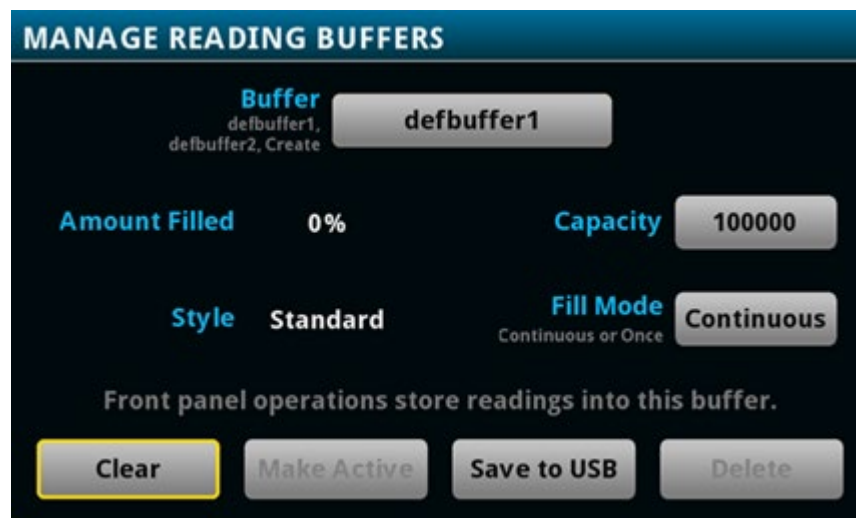 MANAGE READING BUFFERS
Buffer
defbuffer1,
defbuffer2, Create
defbuffer1
Amount Filled 0% Capacity 100000
Style Standard Fill Mode Continuous
Continuous or Once
Front panel operations store readings into this buffer.
Clear Make Active Save to USB Delete